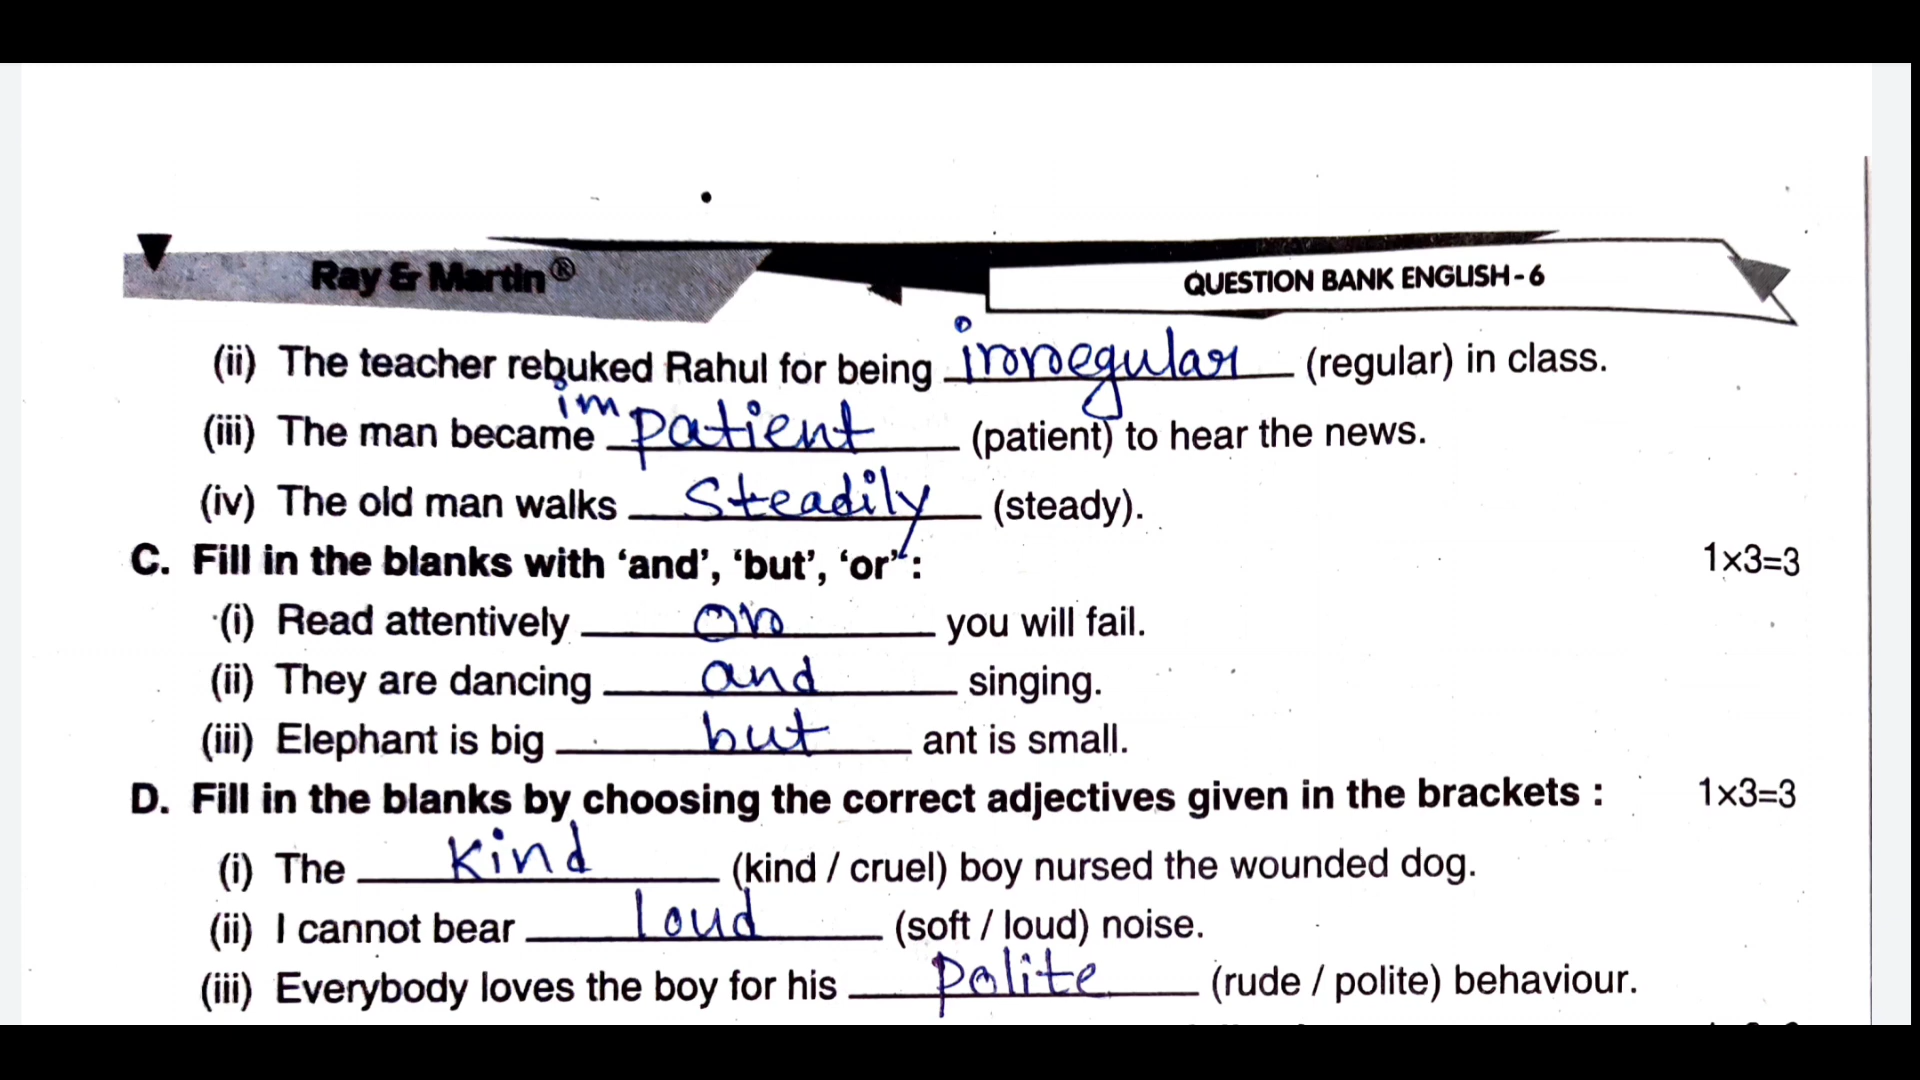 Ray & Martin®
QUESTION BANK ENGLISH - 6
(ii) The teacher rebuked Rahul for being irregular (regular) in class.
(iii) The man became impatient (patient) to hear the news.
(iv) The old man walks steadily (steady).
C. Fill in the blanks with ‘and’, ‘but’, ‘or’ : 1×3=3
(i) Read attentively or you will fail.
(ii) They are dancing and singing.
(iii) Elephant is big but ant is small.
D. Fill in the blanks by choosing the correct adjectives given in the brackets : 1×3=3
(i) The kind (kind / cruel) boy nursed the wounded dog.
(ii) I cannot bear loud (soft / loud) noise.
(iii) Everybody loves the boy for his polite (rude / polite) behaviour.